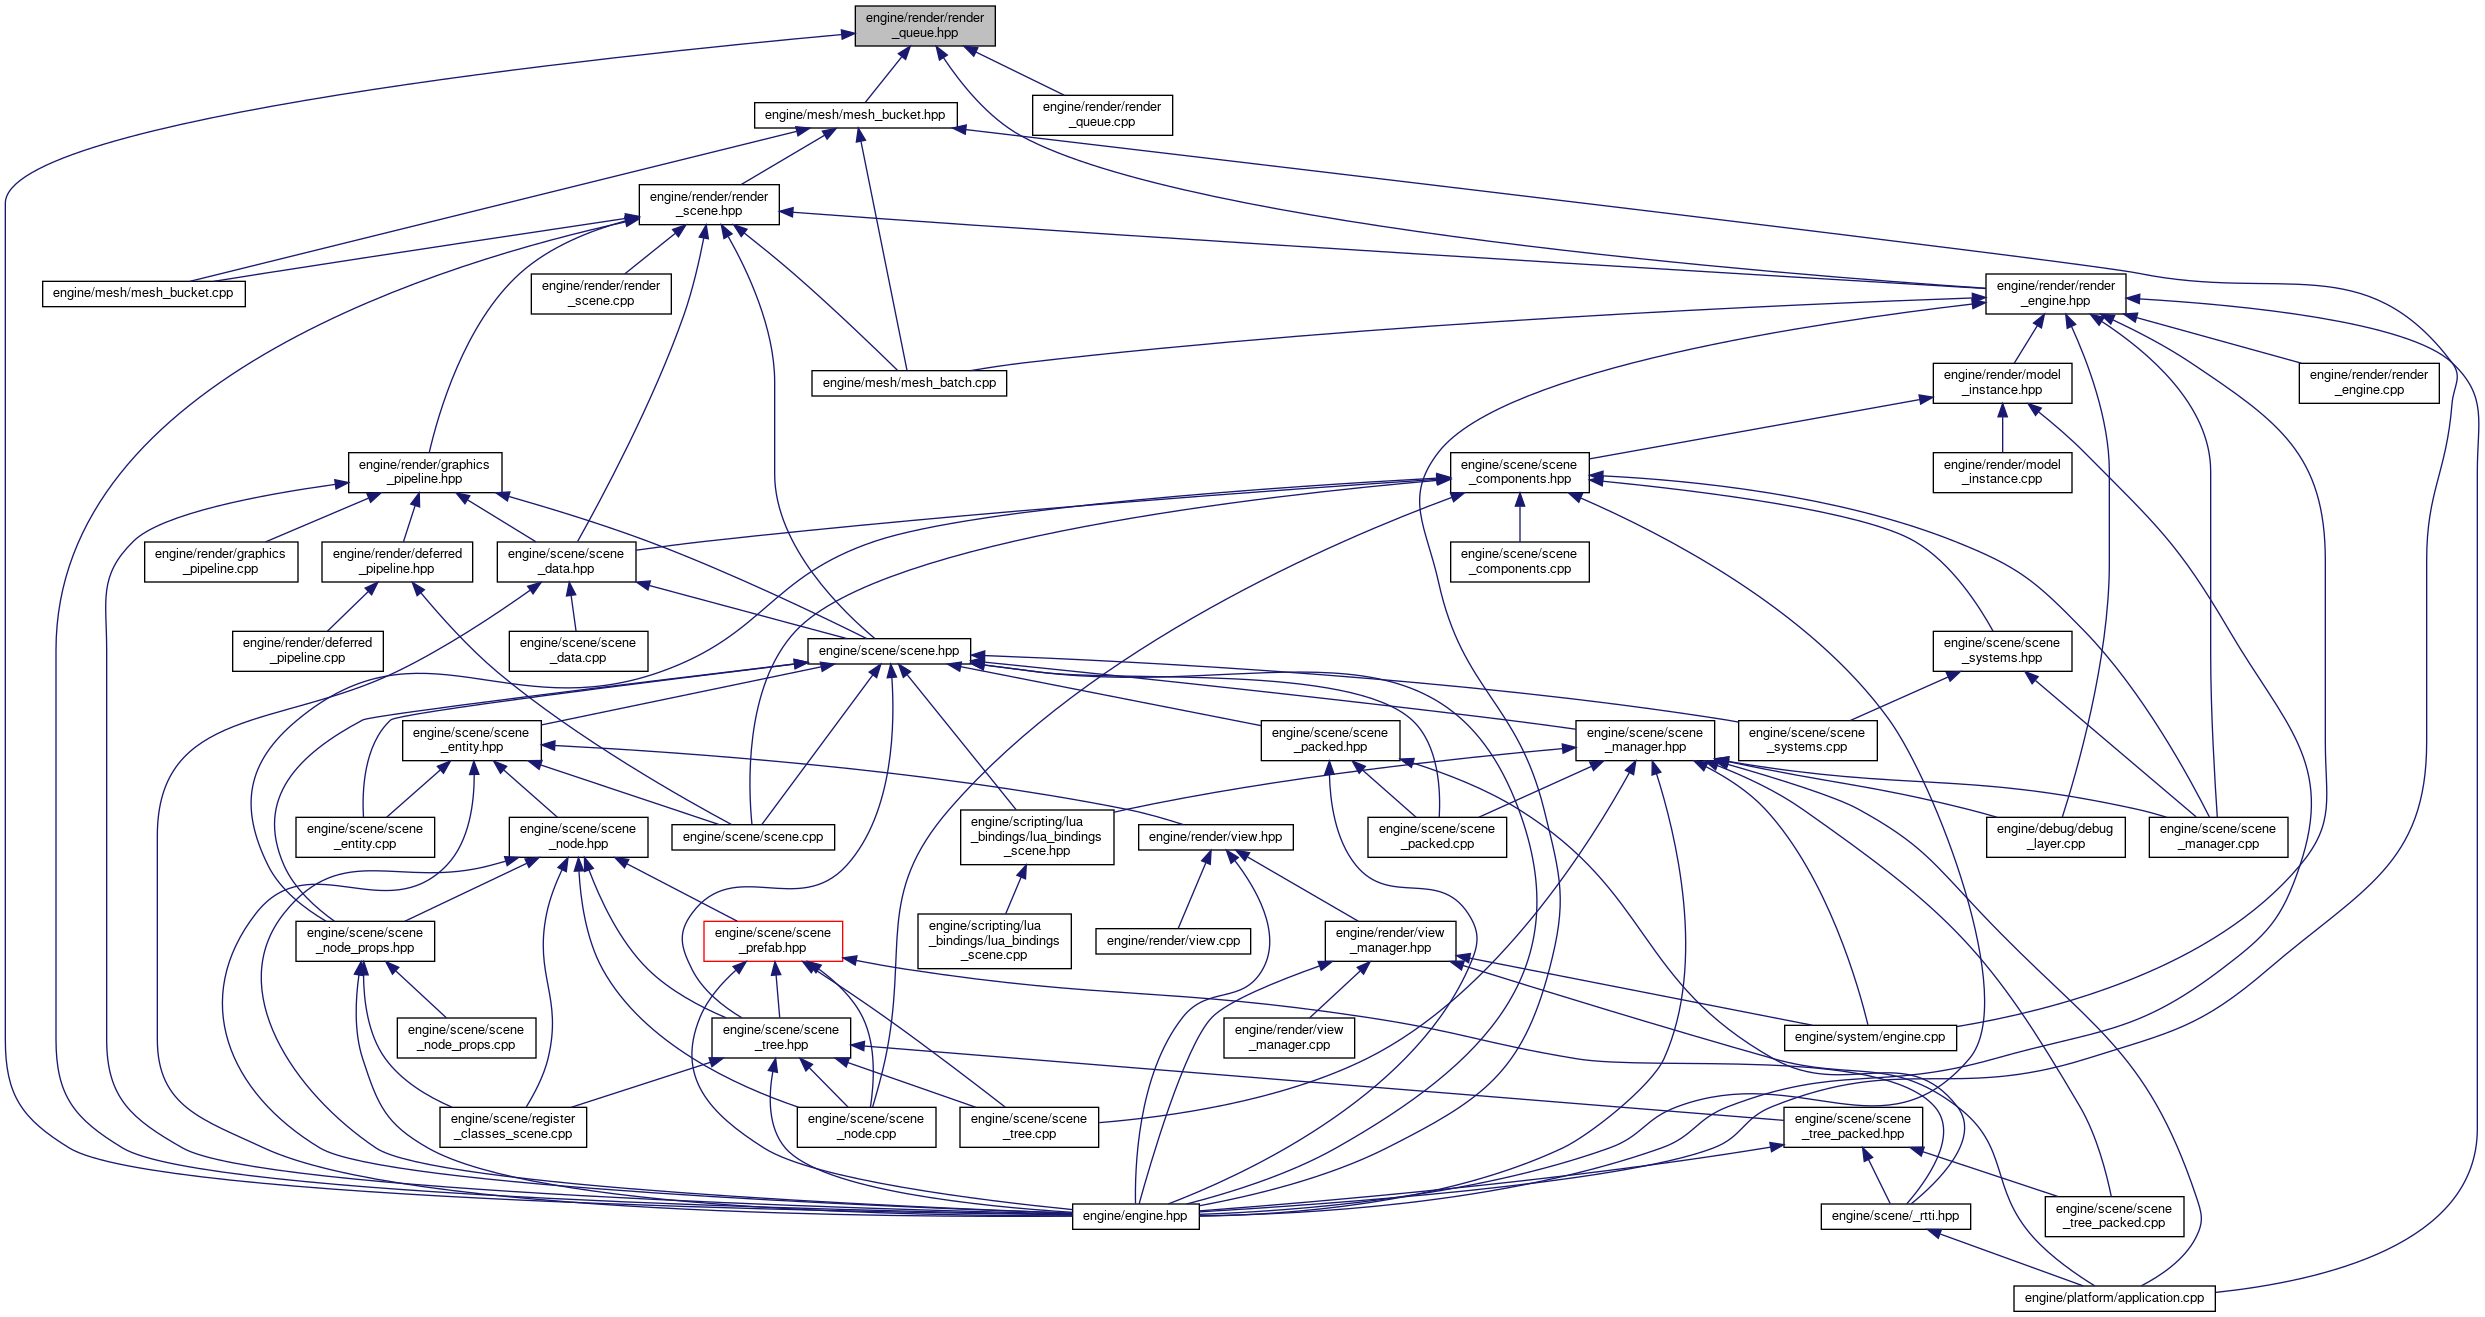 engine/render/render
_queue.hpp
engine/mesh/mesh_bucket.hpp
engine/render/render
_queue.cpp
engine/render/render
_scene.hpp
engine/mesh/mesh_bucket.cpp
engine/render/render
_scene.cpp
engine/render/render
_engine.hpp
engine/mesh/mesh_batch.cpp
engine/render/model
_instance.hpp
engine/render/render
_engine.cpp
engine/render/graphics
_pipeline.hpp
engine/scene/scene
_components.hpp
engine/render/model
_instance.cpp
engine/render/graphics
_pipeline.cpp
engine/render/deferred
_pipeline.hpp
engine/scene/scene
_data.hpp
engine/scene/scene
_components.cpp
engine/render/deferred
_pipeline.cpp
engine/scene/scene
_data.cpp
engine/scene/scene.hpp
engine/scene/scene
_systems.hpp
engine/scene/scene
_entity.hpp
engine/scene/scene
_packed.hpp
engine/scene/scene
_manager.hpp
engine/scene/scene
_systems.cpp
engine/scene/scene
_entity.cpp
engine/scene/scene
_node.hpp
engine/scene/scene.cpp
engine/scripting/lua
_bindings/lua_bindings
_scene.hpp
engine/render/view.hpp
engine/scene/scene
_packed.cpp
engine/debug/debug
_layer.cpp
engine/scene/scene
_manager.cpp
engine/scene/scene
_node_props.hpp
engine/scene/scene
_prefab.hpp
engine/scripting/lua
_bindings/lua_bindings
_scene.cpp
engine/render/view.cpp
engine/render/view
_manager.hpp
engine/scene/scene
_node_props.cpp
engine/scene/scene
_tree.hpp
engine/render/view
_manager.cpp
engine/system/engine.cpp
engine/scene/register
_classes_scene.cpp
engine/scene/scene
_node.cpp
engine/scene/scene
_tree.cpp
engine/scene/scene
_tree_packed.hpp
engine/engine.hpp
engine/scene/_rtti.hpp
engine/scene/scene
_tree_packed.cpp
engine/platform/application.cpp